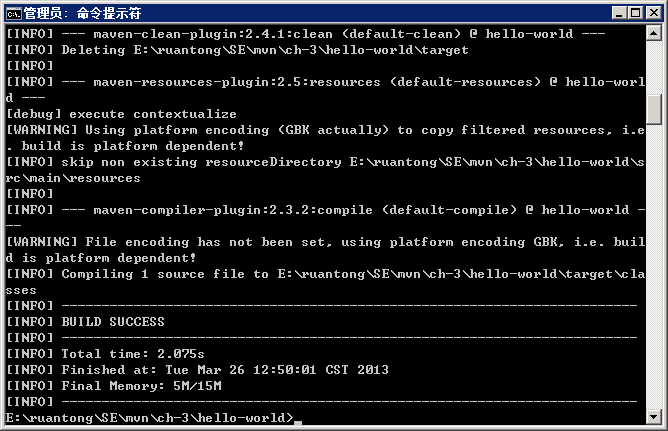 管理员: 命令提示符
[INFO] --- maven-clean-plugin:2.4.1:clean (default-clean) @ hello-world ---
[INFO] Deleting E:\ruantong\SE\mvn\ch-3\hello-world\target
[INFO]
[INFO] --- maven-resources-plugin:2.5:resources (default-resources) @ hello-worl
d ---
[debug] execute contextualize
[WARNING] Using platform encoding (GBK actually) to copy filtered resources, i.e
. build is platform dependent!
[INFO] skip non existing resourceDirectory E:\ruantong\SE\mvn\ch-3\hello-world\s
rc\main\resources
[INFO]
[INFO] --- maven-compiler-plugin:2.3.2:compile (default-compile) @ hello-world -
--
[WARNING] File encoding has not been set, using platform encoding GBK, i.e. buil
d is platform dependent!
[INFO] Compiling 1 source file to E:\ruantong\SE\mvn\ch-3\hello-world\target\cla
sses
[INFO] ------------------------------------------------------------------------
[INFO] BUILD SUCCESS
[INFO] ------------------------------------------------------------------------
[INFO] Total time: 2.075s
[INFO] Finished at: Tue Mar 26 12:50:01 CST 2013
[INFO] Final Memory: 5M/15M
[INFO] ------------------------------------------------------------------------
E:\ruantong\SE\mvn\ch-3\hello-world>_